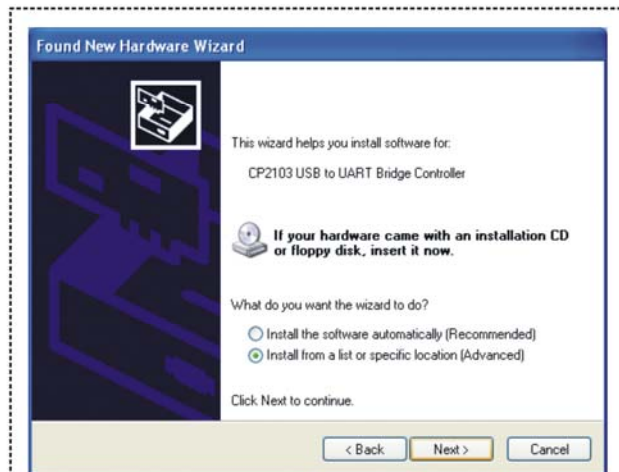 Found New Hardware Wizard
This wizard helps you install software for:
CP2103 USB to UART Bridge Controller
If your hardware came with an installation CD
or floppy disk, insert it now.
What do you want the wizard to do?
Install the software automatically (Recommended)
Install from a list or specific location (Advanced)
Click Next to continue.
< Back Next > Cancel